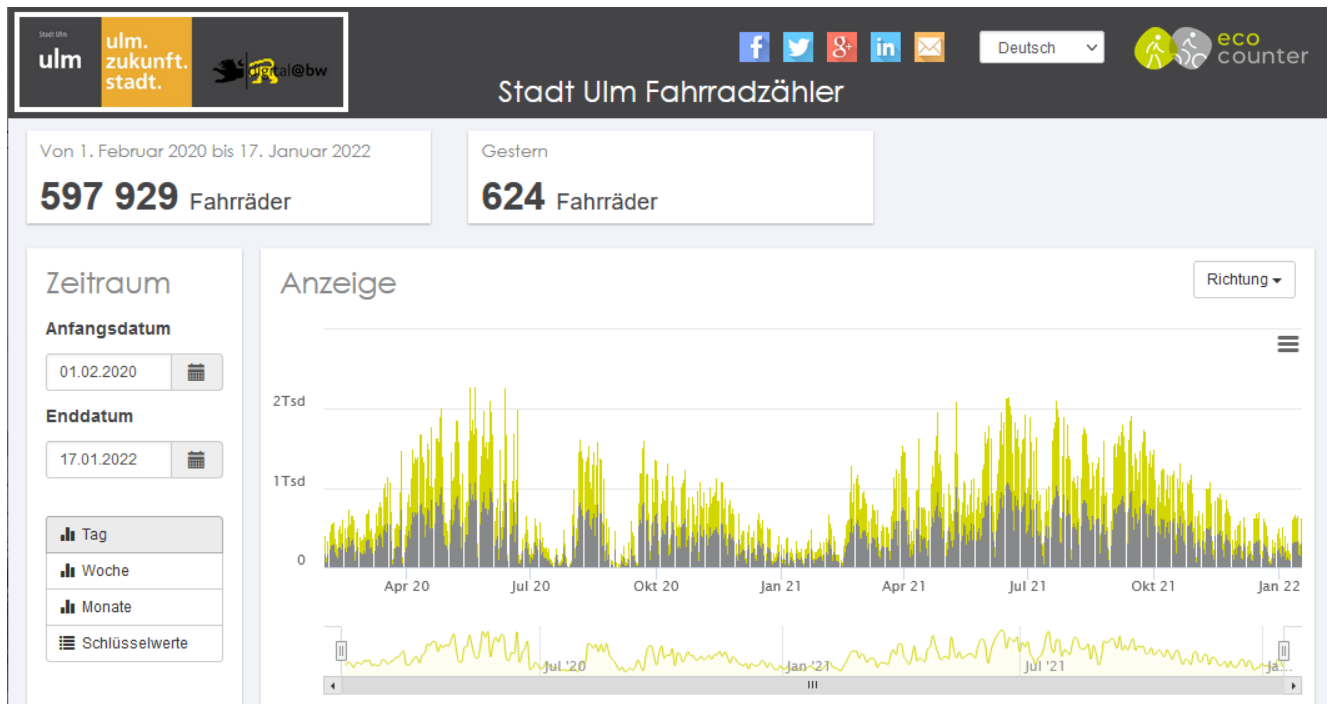 Stadt Ulm
ulm
ulm.
zukunft.
stadt.
digital@bw
Deutsch
eco
counter
Stadt Ulm Fahrradzähler
Von 1. Februar 2020 bis 17. Januar 2022
597 929 Fahrräder
Gestern
624 Fahrräder
Zeitraum
Anfangsdatum
01.02.2020
Enddatum
17.01.2022
Tag
Woche
Monate
Schlüsselwerte
Anzeige
Richtung
2Tsd
1Tsd
0
Apr 20 Jul 20 Okt 20 Jan 21 Apr 21 Jul 21 Okt 21 Jan 22
Jul '20 Jan '21 Jul '21 Ja...